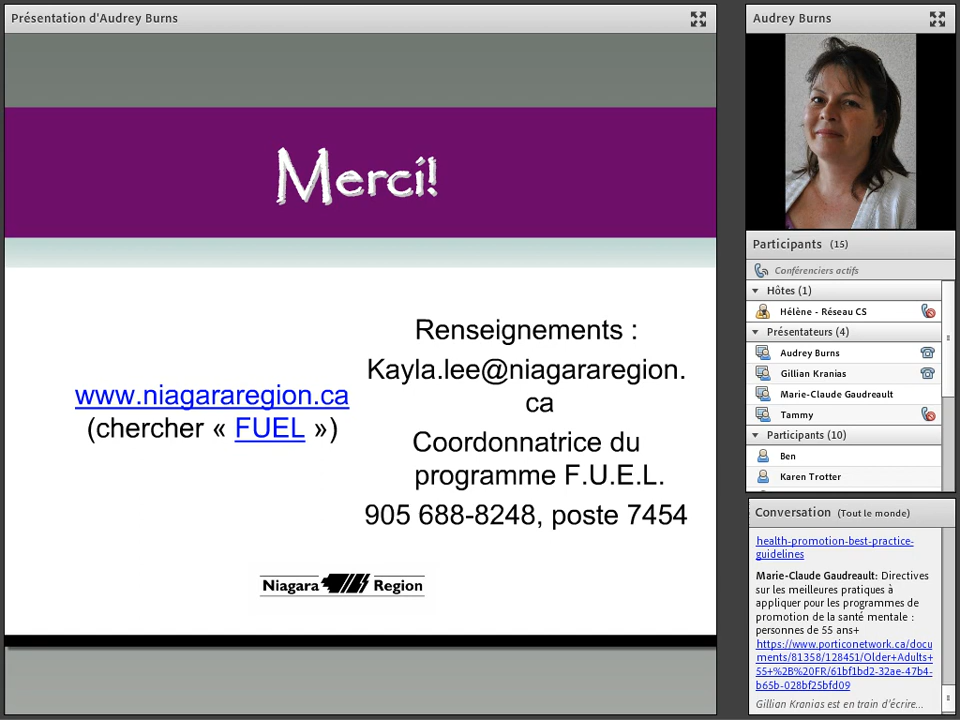 Présentation d'Audrey Burns
Merci!
www.niagararegion.ca
(chercher « FUEL »)
Renseignements :
Kayla.lee@niagararegion.
ca
Coordonnatrice du
programme F.U.E.L.
905 688-8248, poste 7454
Niagara Region
Audrey Burns
Participants (15)
Conférenciers actifs
Hôtes (1)
Hélène - Réseau CS
Présentateurs (4)
Audrey Burns
Gillian Kranias
Marie-Claude Gaudreault
Tammy
Participants (10)
Ben
Karen Trotter
Conversation (Tout le monde)
health-promotion-best-practice-
guidelines
Marie-Claude Gaudreault: Directives
sur les meilleures pratiques à
appliquer pour les programmes de
promotion de la santé mentale :
personnes de 55 ans+
https://www.porticonetwork.ca/docu
ments/81358/128451/Older+Adults+
55+%2B%20FR/61bf1bd2-32ae-47b4-
b65b-028bf25bfd09
Gillian Kranias est en train d'écrire...